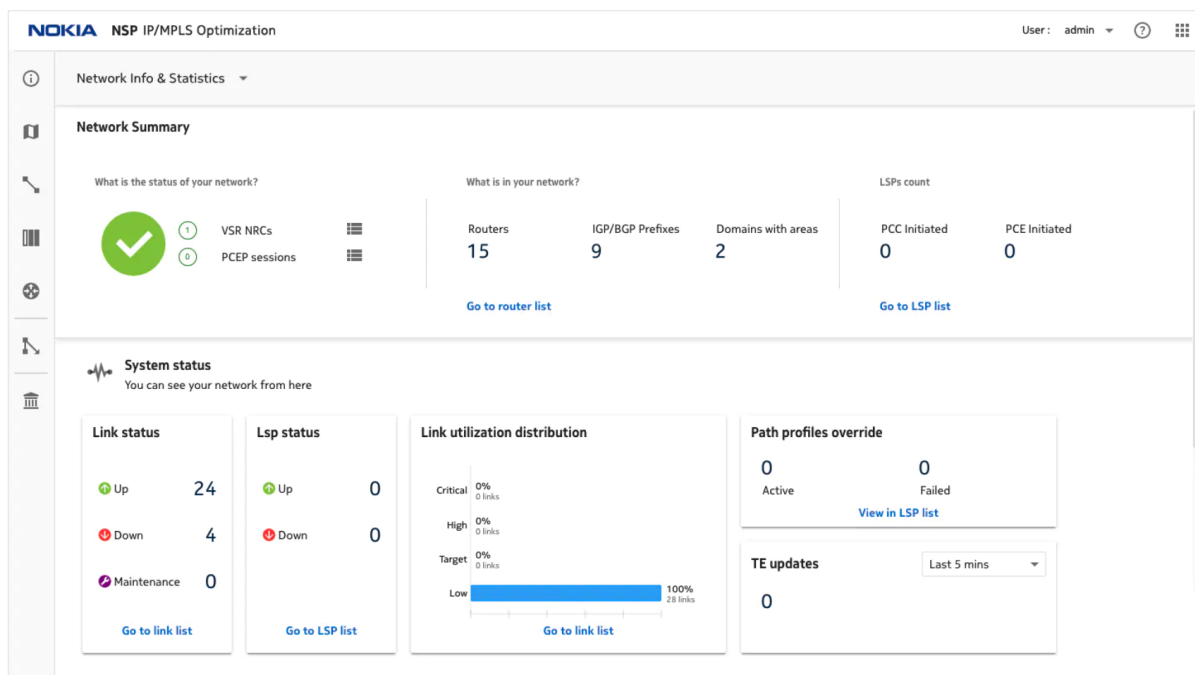 NOKIA NSP IP/MPLS Optimization
User : admin
?
Network Info & Statistics
Network Summary
What is the status of your network?
1 VSR NRCs
0 PCEP sessions
What is in your network?
Routers
15
IGP/BGP Prefixes
9
Domains with areas
2
Go to router list
LSPs count
PCC Initiated
0
PCE Initiated
0
Go to LSP list
System status
You can see your network from here
Link status
Up 24
Down 4
Maintenance 0
Go to link list
Lsp status
Up 0
Down 0
Go to LSP list
Link utilization distribution
Critical 0%
0 links
High 0%
0 links
Target 0%
0 links
Low 100%
28 links
Go to link list
Path profiles override
0
Active
0
Failed
View in LSP list
TE updates
Last 5 mins
0